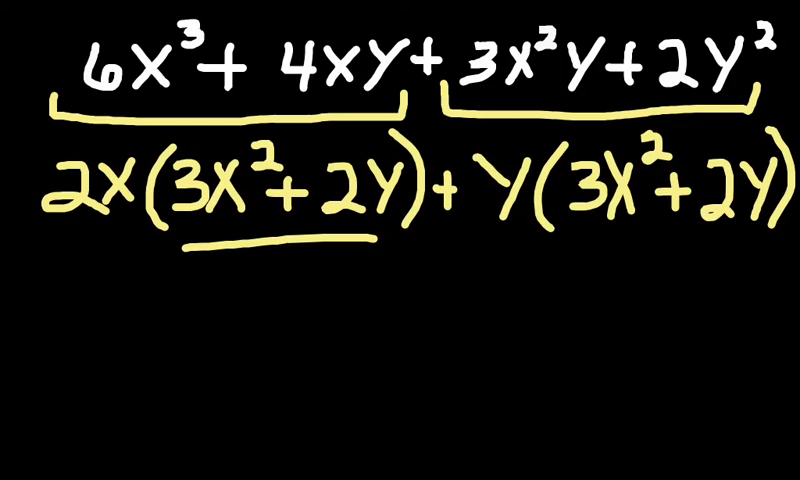 6x³ + 4xy + 3x²y + 2y²
2x(3x² + 2y) + y(3x² + 2y)